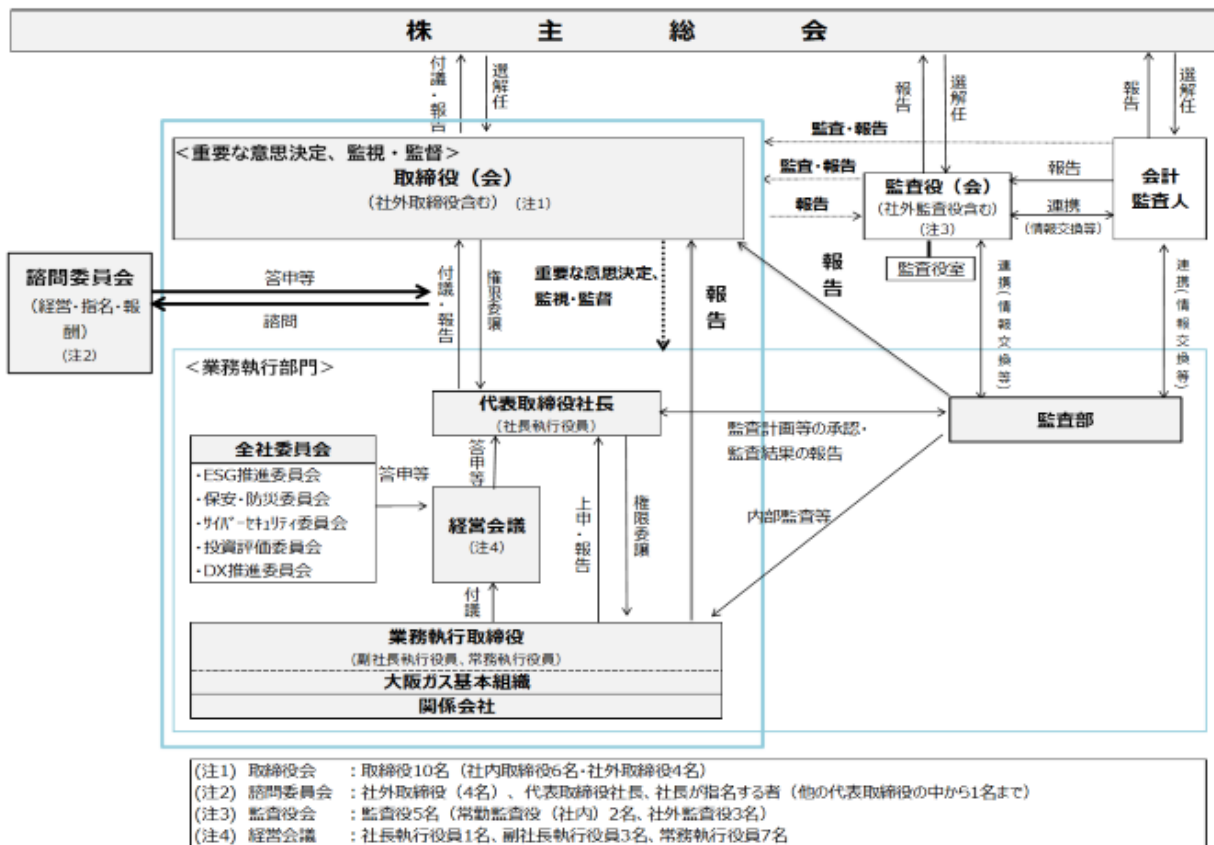 株主総会
付議・報告
選解任
報告
選解任
報告
選解任
<重要な意思決定、監視・監督>
取締役（会）
（社外取締役含む）（注1）
監査・報告
監査・報告
報告
監査役（会）
（社外監査役含む）
（注3）
監査役室
報告
連携
（情報交換等）
会計
監査人
諮問委員会
（経営・指名・報
酬）
（注2）
答申等
諮問
付議・報告
権限委譲
重要な意思決定、
監視・監督
報告
報告
連携（情報交換等）
連携（情報交換等）
<業務執行部門>
代表取締役社長
（社長執行役員）
監査計画等の承認・
監査結果の報告
監査部
全社委員会
・ESG推進委員会
・保安・防災委員会
・ｻｲﾊﾞｰｾｷｭﾘﾃｨ委員会
・投資評価委員会
・DX推進委員会
答申等
答申等
経営会議
（注4）
付議
上申・報告
権限委譲
内部監査等
業務執行取締役
（副社長執行役員、常務執行役員）
大阪ガス基本組織
関係会社
(注1) 取締役会 ：取締役10名（社内取締役6名・社外取締役4名）
(注2) 諮問委員会 ：社外取締役（4名）、代表取締役社長、社長が指名する者（他の代表取締役の中から1名まで）
(注3) 監査役会 ：監査役5名（常勤監査役（社内）2名、社外監査役3名）
(注4) 経営会議 ：社長執行役員1名、副社長執行役員3名、常務執行役員7名